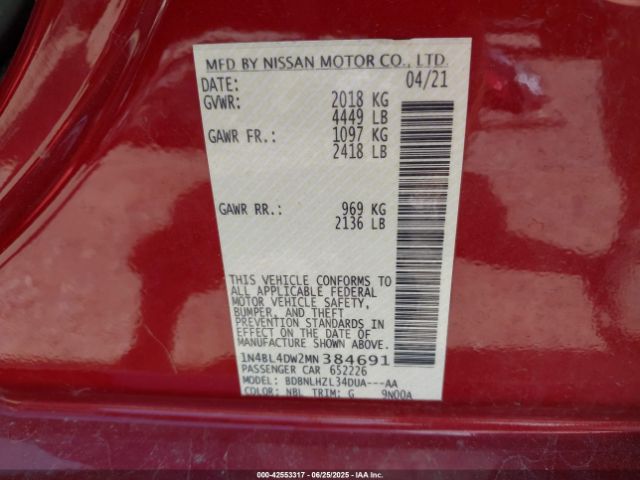 MFD BY NISSAN MOTOR CO., LTD.
DATE: 04/21
GVWR: 2018 KG
4449 LB
GAWR FR.: 1097 KG
2418 LB
GAWR RR.: 969 KG
2136 LB
THIS VEHICLE CONFORMS TO
ALL APPLICABLE FEDERAL
MOTOR VEHICLE SAFETY,
BUMPER, AND THEFT
PREVENTION STANDARDS IN
EFFECT ON THE DATE OF
MANUFACTURE SHOWN ABOVE.
1N4BL4DW2MN384691
PASSENGER CAR 652226
MODEL: BDBNLHZL34DUA---AA
COLOR: NBL TRIM: G 9N00A
000-42553317 - 06/25/2025 - IAA Inc.